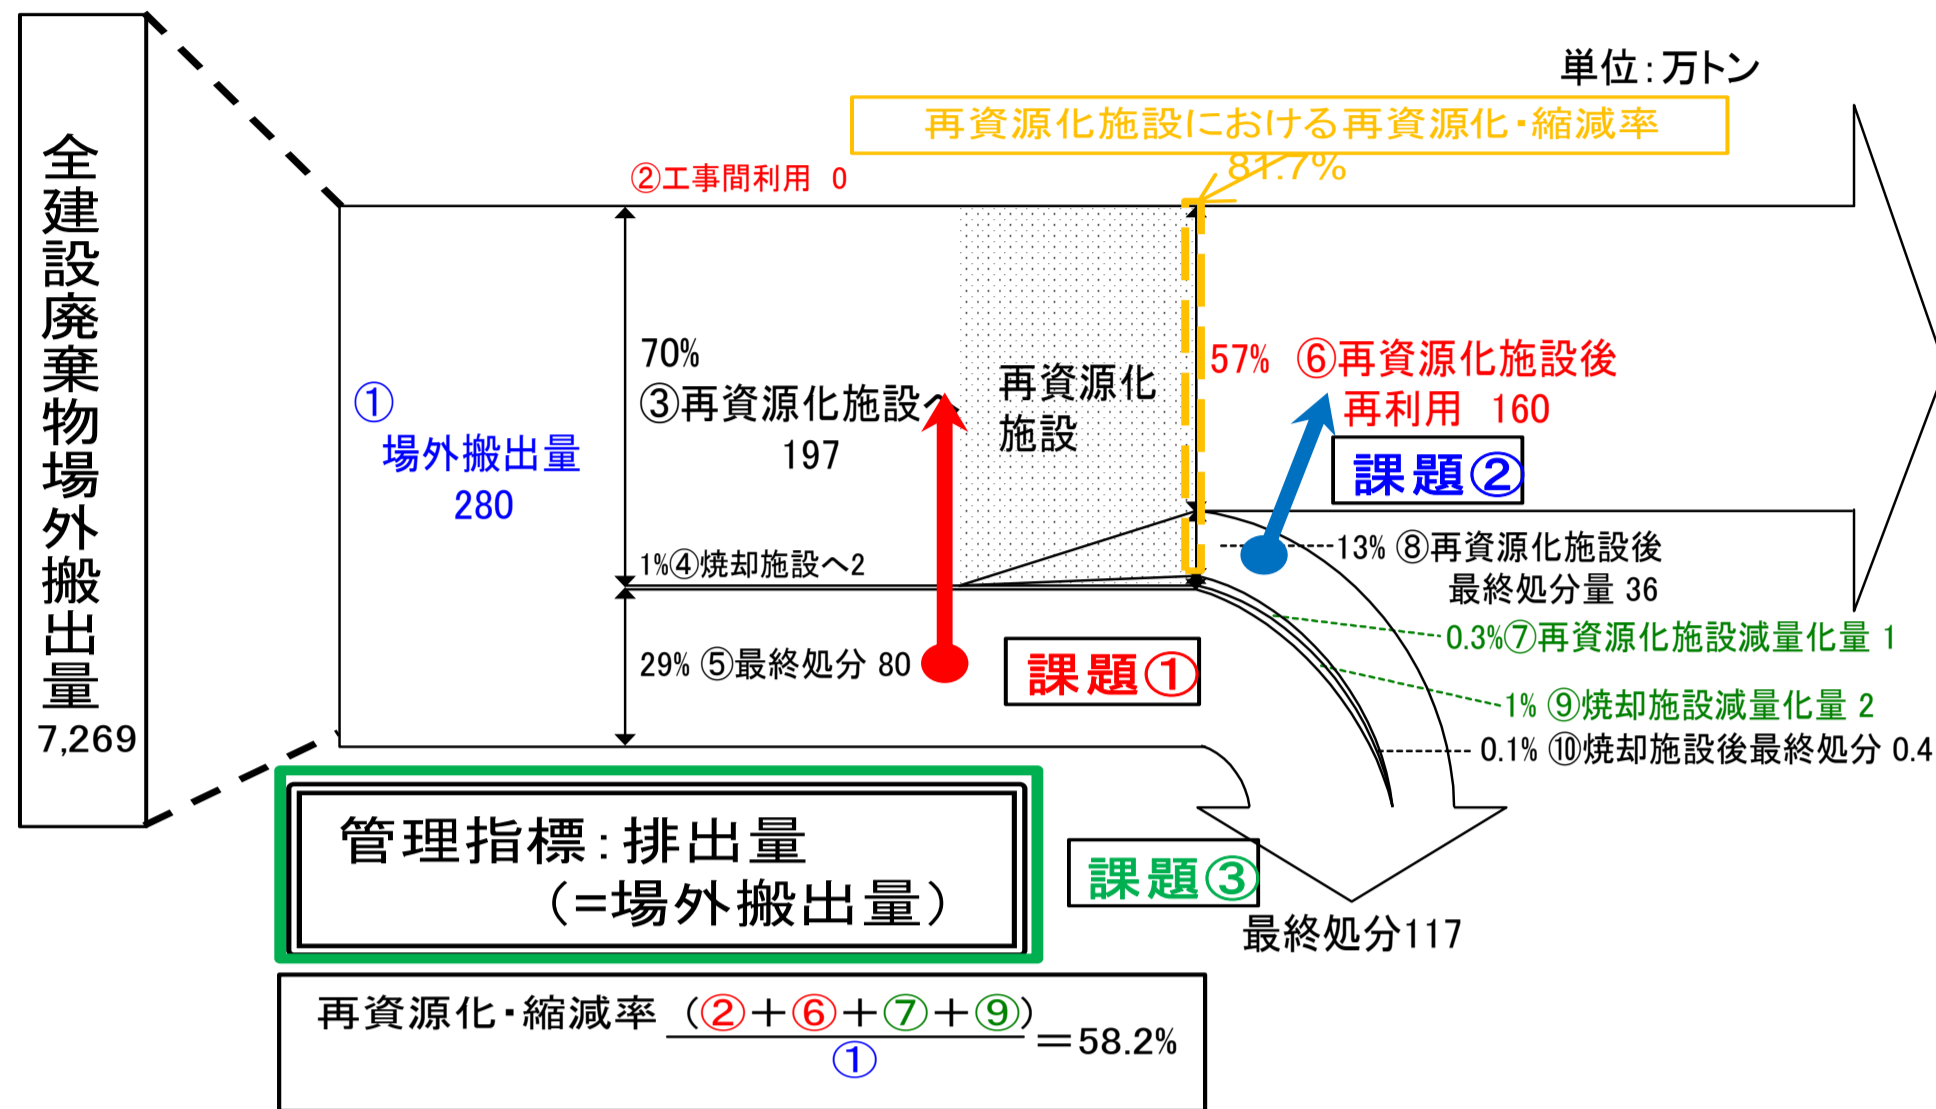 単位：万トン
再資源化施設における再資源化・縮減率
81.7%
全建設廃棄物場外搬出量
7,269
②工事間利用 0
①
場外搬出量
280
70%
③再資源化施設へ
197
再資源化
施設
57% ⑥再資源化施設後
再利用 160
課題②
1%④焼却施設へ2
13% ⑧再資源化施設後
最終処分量 36
0.3%⑦再資源化施設減量化量 1
29% ⑤最終処分 80
課題①
1% ⑨焼却施設減量化量 2
0.1% ⑩焼却施設後最終処分 0.4
管理指標：排出量
（=場外搬出量）
課題③
最終処分117
再資源化・縮減率 （②＋⑥＋⑦＋⑨）
①
＝58.2%